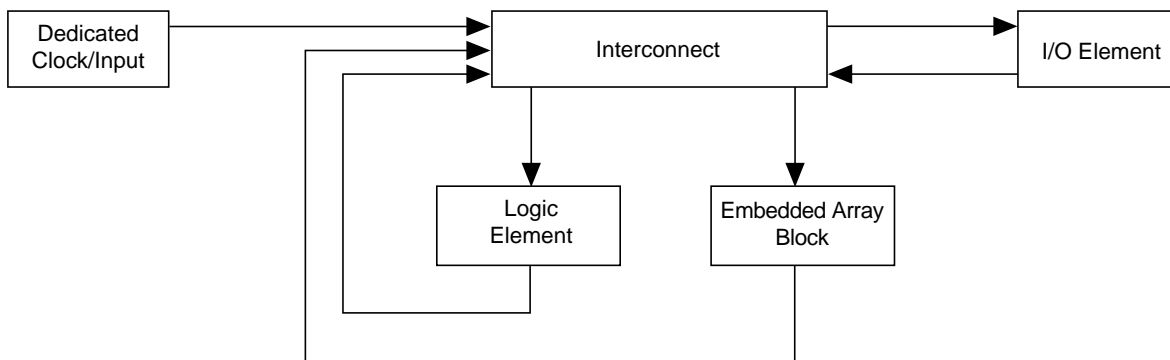 Dedicated
Clock/Input
Interconnect
I/O Element
Logic
Element
Embedded Array
Block